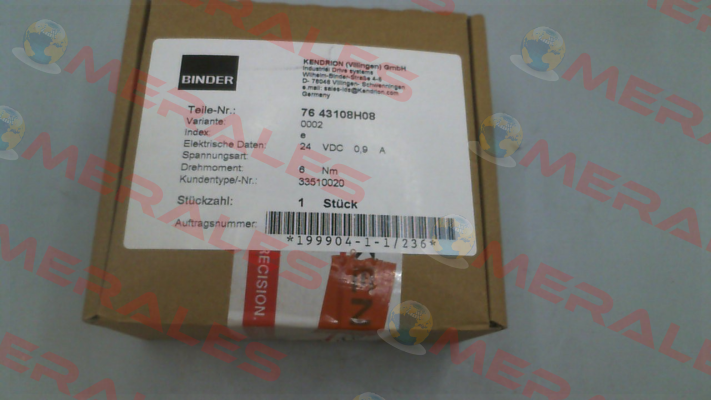 BINDER
KENDRION (Villingen) GmbH
Industrial Drive systems
Wilhelm-Binder-Straße 4-6
D- 78048 Villingen- Schwenningen
e.mail: sales-ids@Kendrion.com
Germany
Teile-Nr.: 76 43108H08
Variante: 0002
Index: e
Elektrische Daten: 24 VDC 0,9 A
Spannungsart:
Drehmoment: 6 Nm
Kundentype/-Nr.: 33510020
Stückzahl: 1 Stück
Auftragsnummer:
*199904-1-1/236*
RECISION.
MERALES
MERALES
MERALES
MERALES